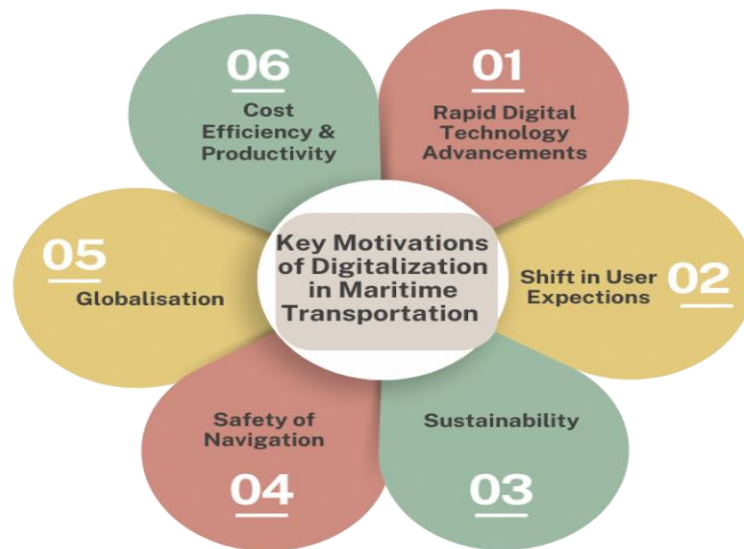 Key Motivations
of Digitalization
in Maritime
Transportation
01
Rapid Digital
Technology
Advancements
02
Shift in User
Expections
03
Sustainability
04
Safety of
Navigation
05
Globalisation
06
Cost
Efficiency &
Productivity